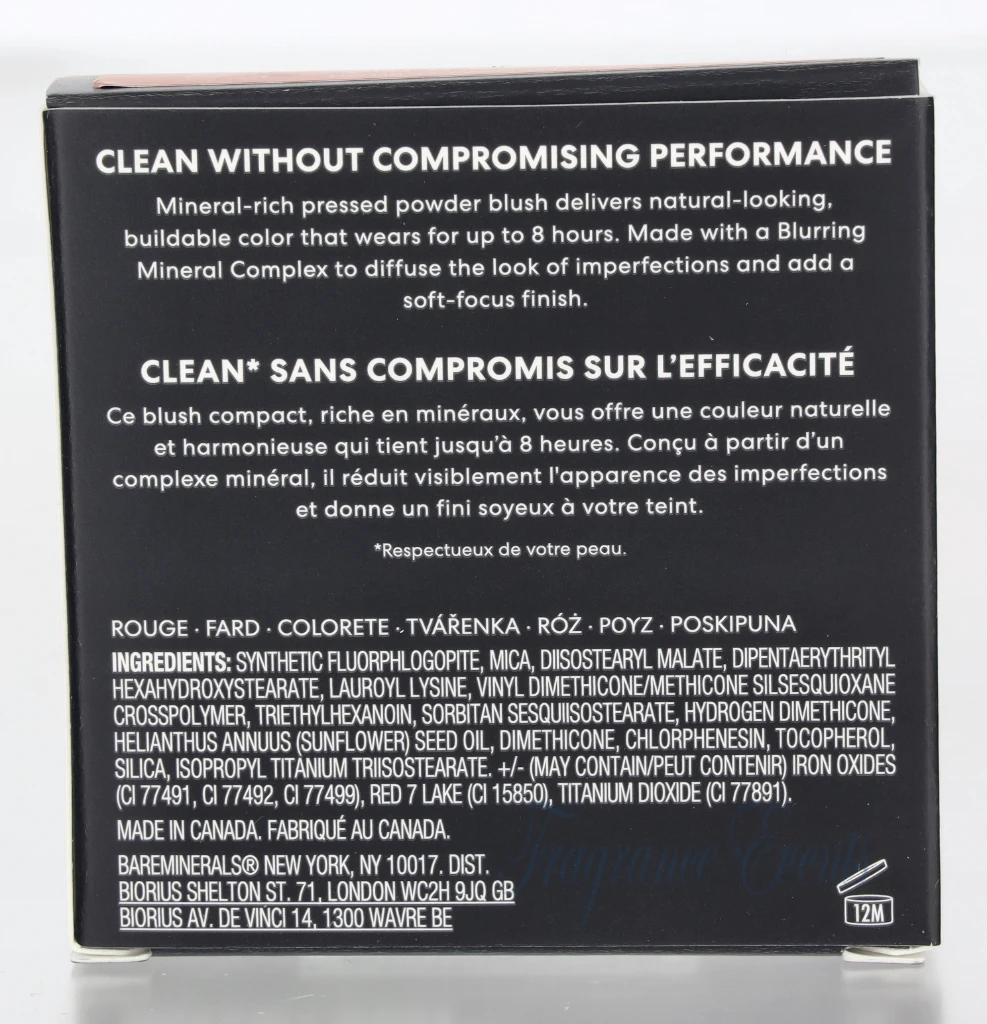 CLEAN WITHOUT COMPROMISING PERFORMANCE
Mineral-rich pressed powder blush delivers natural-looking,
buildable color that wears for up to 8 hours. Made with a Blurring
Mineral Complex to diffuse the look of imperfections and add a
soft-focus finish.
CLEAN* SANS COMPROMIS SUR L'EFFICACITÉ
Ce blush compact, riche en minéraux, vous offre une couleur naturelle
et harmonieuse qui tient jusqu'à 8 heures. Conçu à partir d'un
complexe minéral, il réduit visiblement l'apparence des imperfections
et donne un fini soyeux à votre teint.
*Respectueux de votre peau.
ROUGE · FARD · COLORETE · TVÁŘENKA · RÓŻ · РОУZ · POSKIPUNA
INGREDIENTS: SYNTHETIC FLUORPHLOGOPITE, MICA, DIISOSTEARYL MALATE, DIPENTAERYTHRITYL
HEXAHYDROXYSTEARATE, LAUROYL LYSINE, VINYL DIMETHICONE/METHICONE SILSESQUIOXANE
CROSSPOLYMER, TRIETHYLHEXANOIN, SORBITAN SESQUIISOSTEARATE, HYDROGEN DIMETHICONE,
HELIANTHUS ANNUUS (SUNFLOWER) SEED OIL, DIMETHICONE, CHLORPHENESIN, TOCOPHEROL,
SILICA, ISOPROPYL TITANIUM TRIISOSTEARATE. +/- (MAY CONTAIN/PEUT CONTENIR) IRON OXIDES
(CI 77491, CI 77492, CI 77499), RED 7 LAKE (CI 15850), TITANIUM DIOXIDE (CI 77891).
MADE IN CANADA. FABRIQUÉ AU CANADA.
BAREMINERALS® NEW YORK, NY 10017. DIST.
BIORIUS SHELTON ST. 71, LONDON WC2H 9JQ GB
BIORIUS AV. DE VINCI 14, 1300 WAVRE BE
Fragrance Events
12M